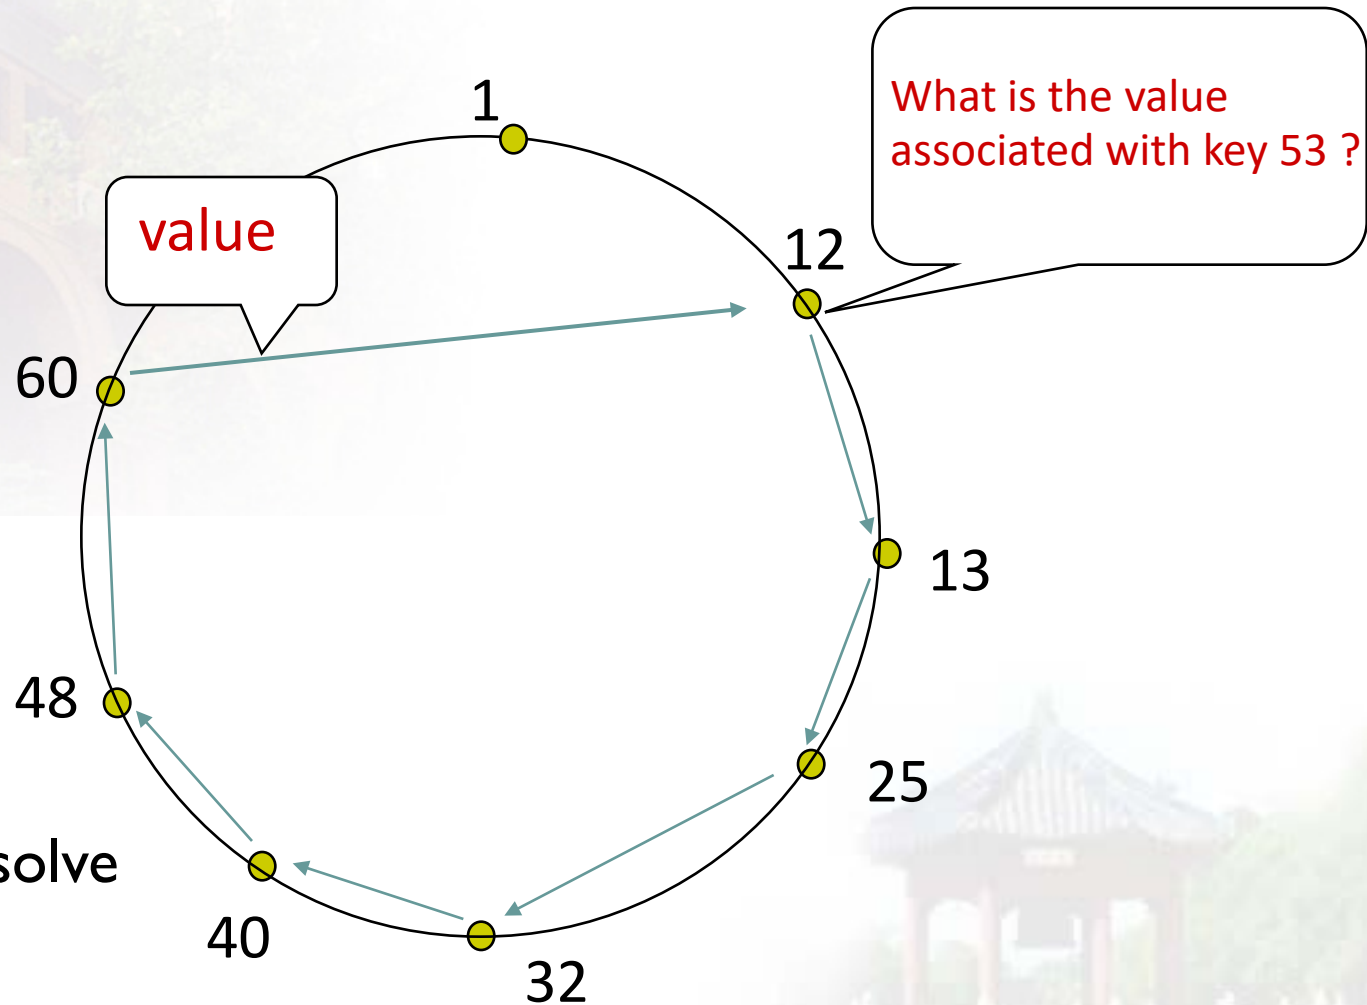 1
What is the value
associated with key 53 ?
value
12
60
13
48
25
solve
40
32